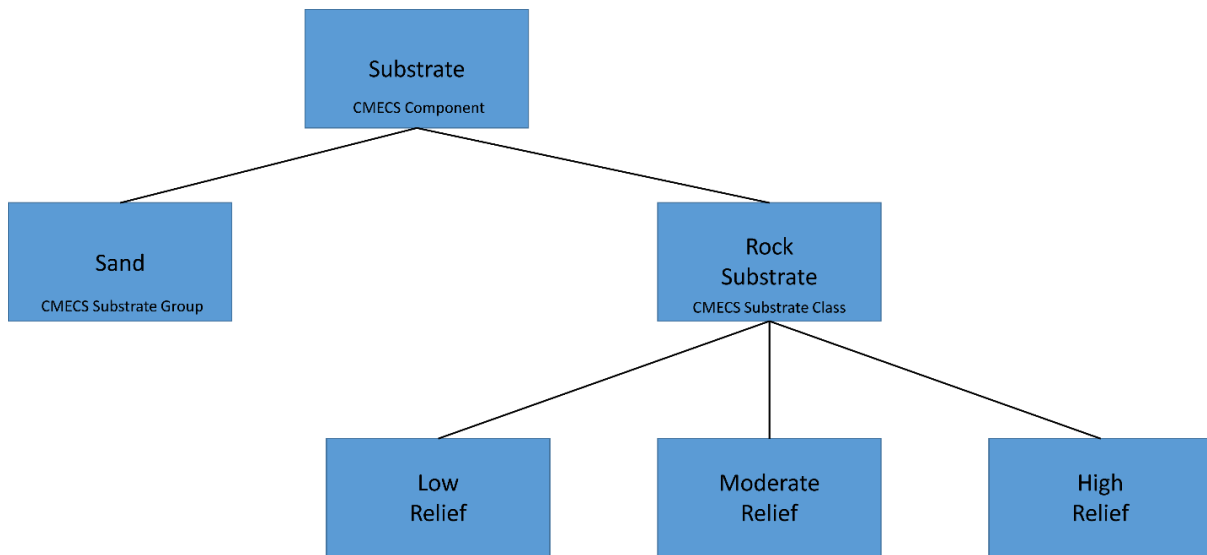 Substrate
CMECS Component
Sand
CMECS Substrate Group
Rock
Substrate
CMECS Substrate Class
Low
Relief
Moderate
Relief
High
Relief